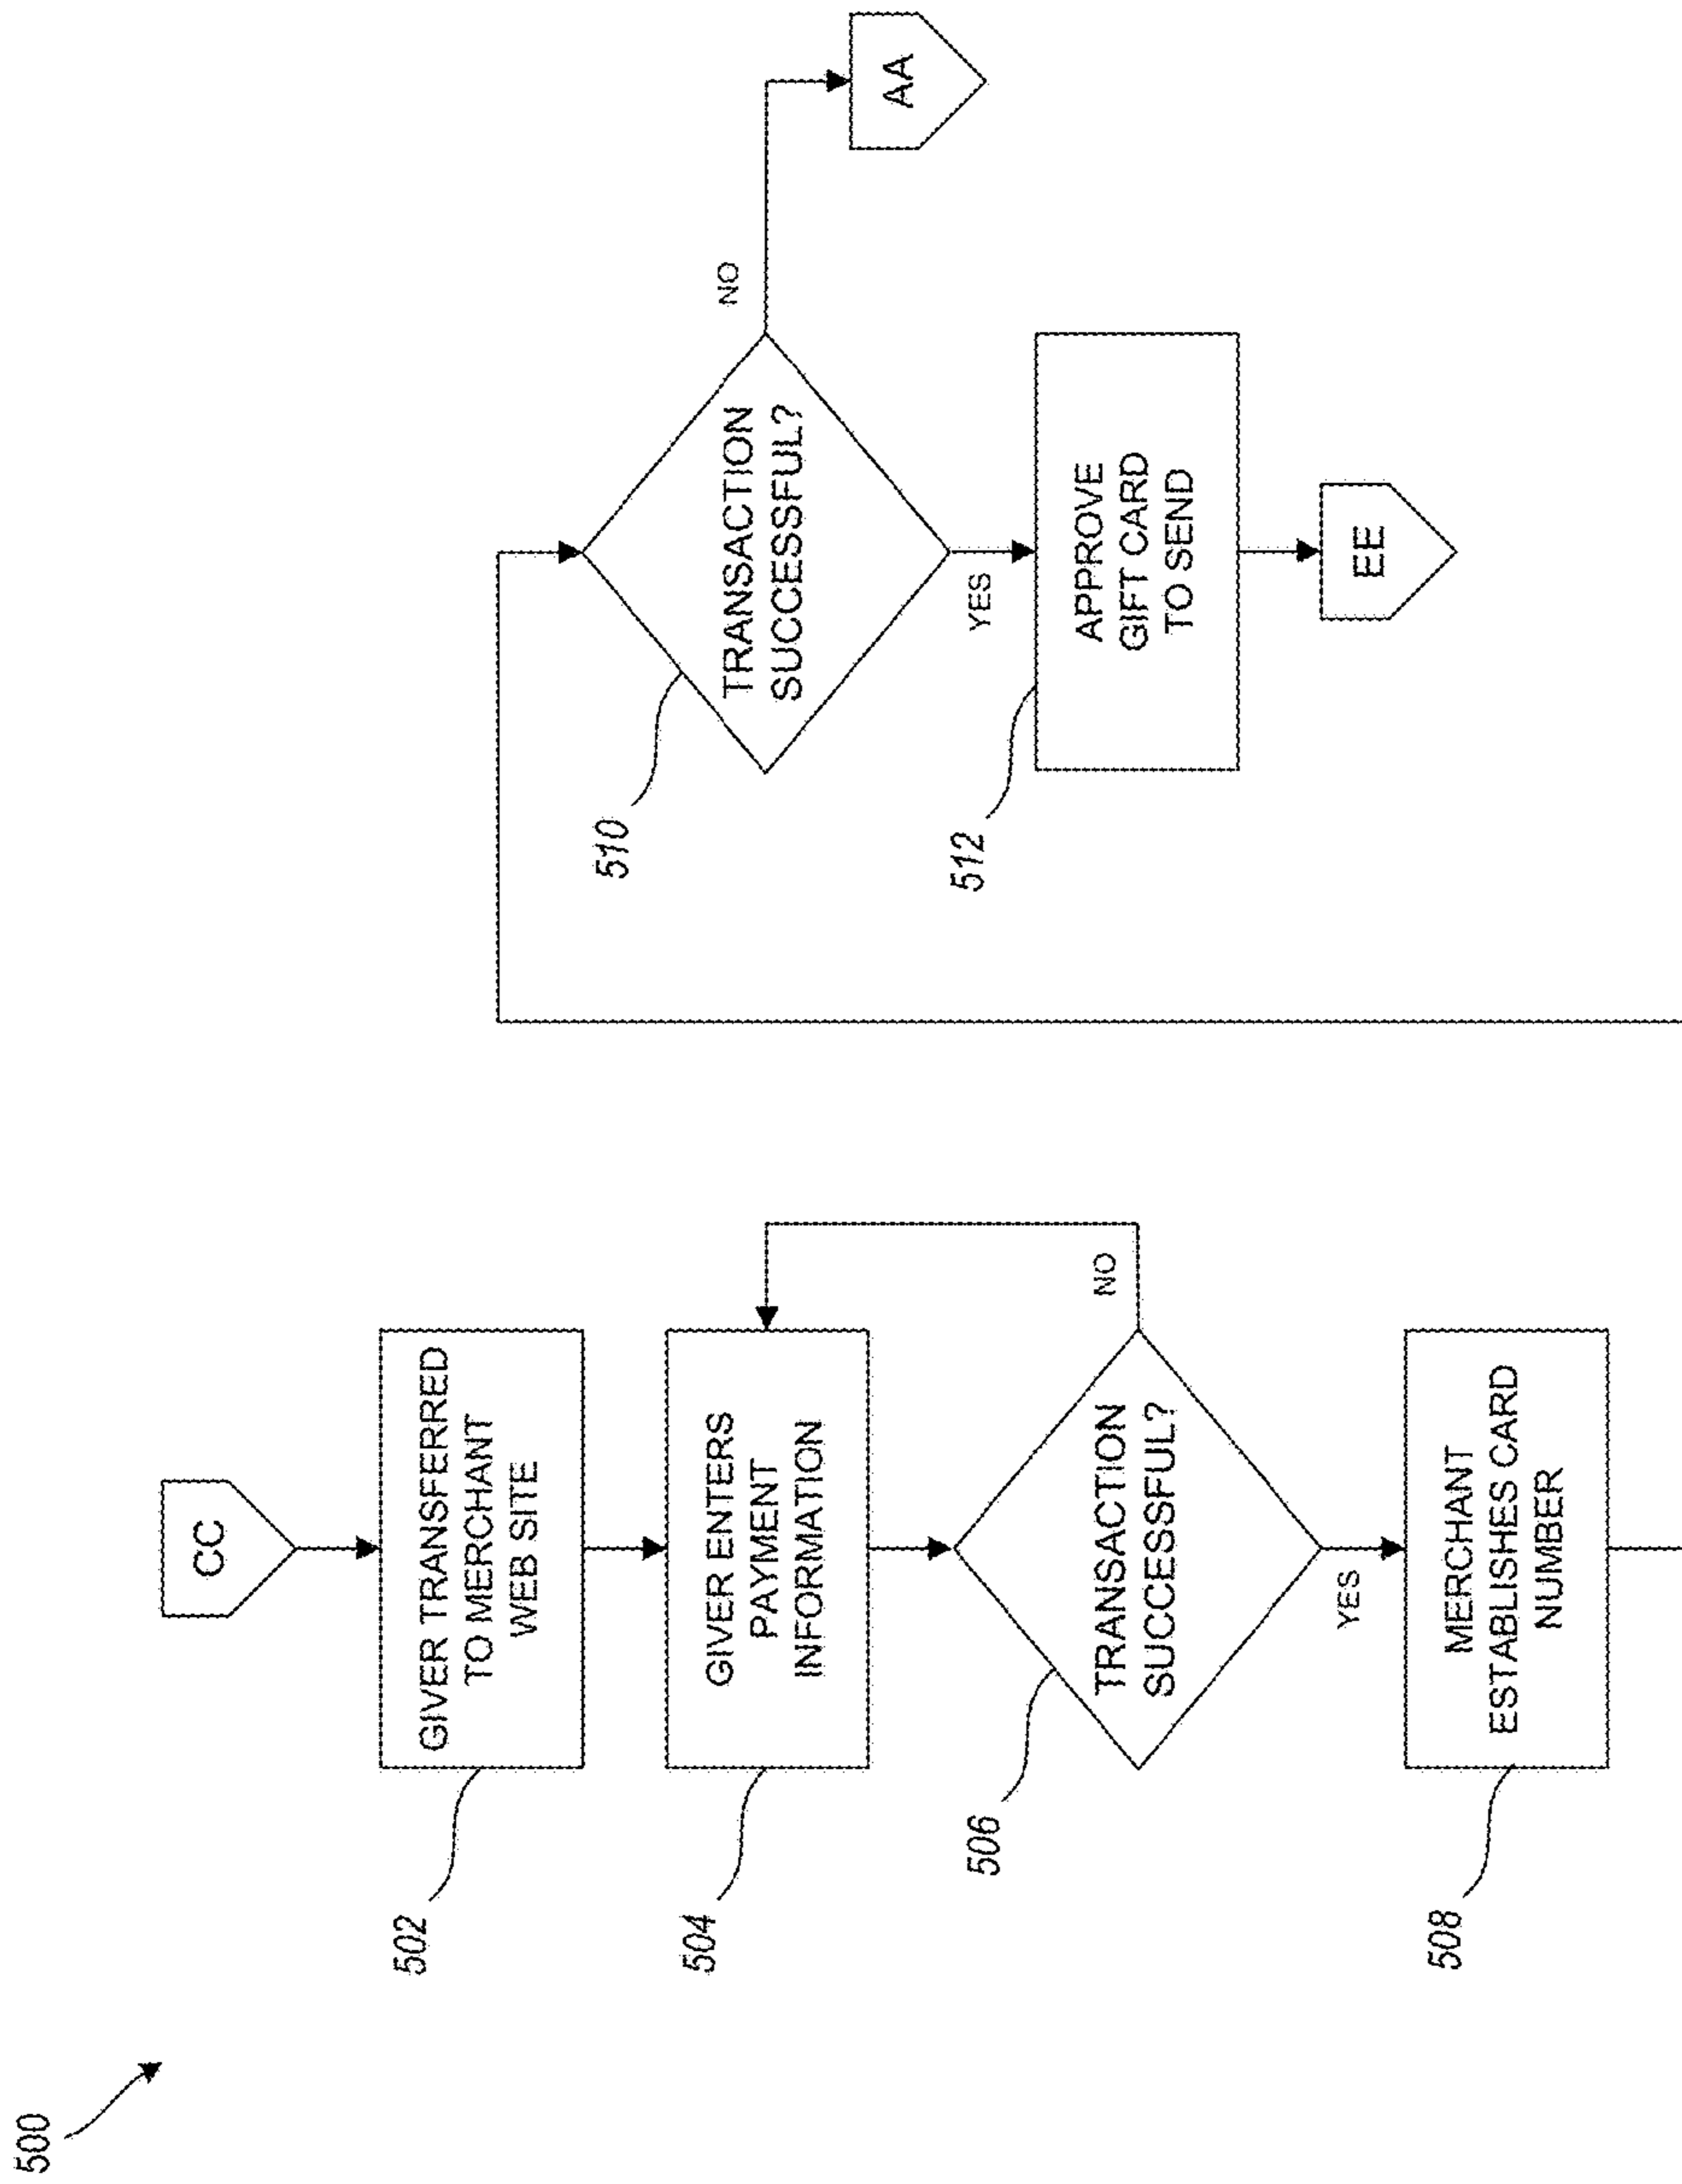 500
CC
502
GIVER TRANSFERRED
TO MERCHANT
WEB SITE
504
GIVER ENTERS
PAYMENT
INFORMATION
506
TRANSACTION
SUCCESSFUL?
NO
YES
508
MERCHANT
ESTABLISHES CARD
NUMBER
510
TRANSACTION
SUCCESSFUL?
NO
AA
YES
512
APPROVE
GIFT CARD
TO SEND
EE